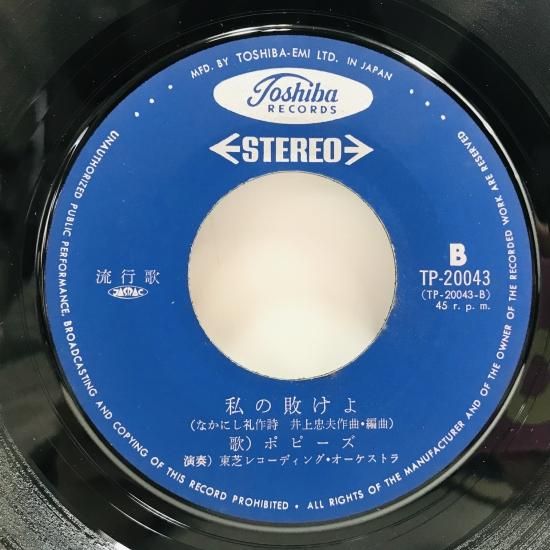 MFD. BY TOSHIBA-EMI LTD. IN JAPAN
Toshiba
RECORDS
STEREO
流行歌
JASRAC
B
TP-20043
(TP-20043-B)
45 r. p. m.
私の敗けよ
(なかにし礼作詩 井上忠夫作曲・編曲)
歌) ポピーズ
演奏) 東芝レコーディング・オーケストラ
UNAUTHORIZED PUBLIC PERFORMANCE, BROADCASTING AND COPYING OF THIS RECORD PROHIBITED • ALL RIGHTS OF THE MANUFACTURER AND OF THE OWNER OF THE RECORDED WORK ARE RESERVED